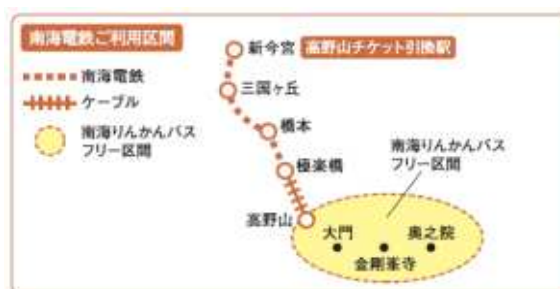 南海電鉄ご利用区間
南海電鉄
ケーブル
南海りんかんバス
フリー区間
新今宮
高野山チケット引換駅
三国ヶ丘
橋本
極楽橋
高野山
南海りんかんバス
フリー区間
大門
奥之院
金剛峯寺